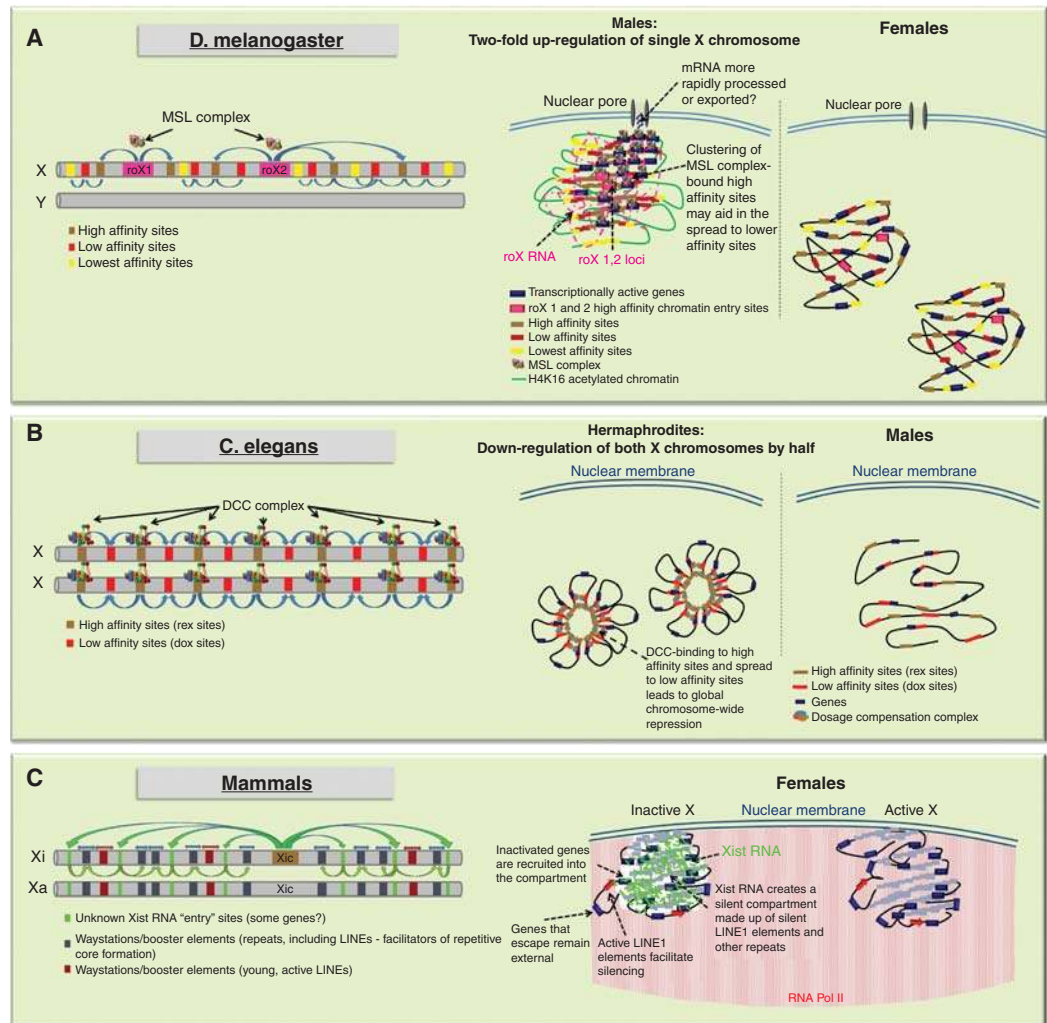 A
D. melanogaster
Males:
Two-fold up-regulation of single X chromosome
Females
MSL complex
X
roX1
roX2
Y
High affinity sites
Low affinity sites
Lowest affinity sites
Nuclear pore
mRNA more
rapidly processed
or exported?
Clustering of
MSL complex-
bound high
affinity sites
may aid in the
spread to lower
affinity sites
roX RNA
roX 1,2 loci
Transcriptionally active genes
roX 1 and 2 high affinity chromatin entry sites
High affinity sites
Low affinity sites
Lowest affinity sites
MSL complex
H4K16 acetylated chromatin
Nuclear pore
B
C. elegans
Hermaphrodites:
Down-regulation of both X chromosomes by half
Males
DCC complex
X
X
High affinity sites (rex sites)
Low affinity sites (dox sites)
Nuclear membrane
DCC-binding to high
affinity sites and spread
to low affinity sites
leads to global
chromosome-wide
repression
Nuclear membrane
High affinity sites (rex sites)
Low affinity sites (dox sites)
Genes
Dosage compensation complex
C
Mammals
Females
Xi
Xic
Xa
Xic
Unknown Xist RNA "entry" sites (some genes?)
Waystations/booster elements (repeats, including LINEs - facilitators of repetitive
core formation)
Waystations/booster elements (young, active LINEs)
Inactive X
Nuclear membrane
Active X
Inactivated genes
are recruited into
the compartment
Xist RNA
Xist RNA creates a
silent compartment
made up of silent
LINE1 elements and
other repeats
Genes that
escape remain
external
Active LINE1
elements facilitate
silencing
RNA Pol II